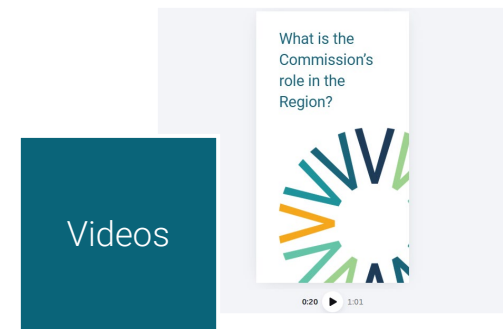 What is the
Commission's
role in the
Region?
Videos
0:20 1:01